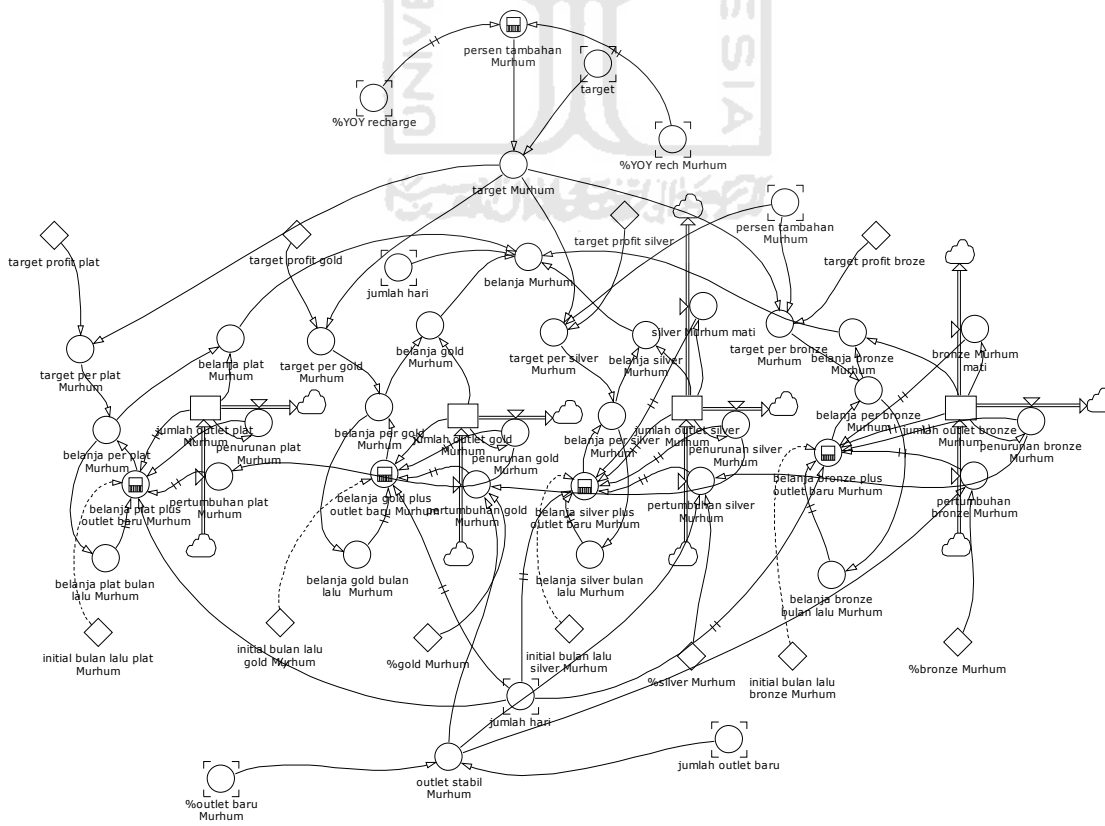 UNIVE
ESIA
persen tambahan
Murhum
target
%YOY recharge
%YOY rech Murhum
target Murhum
persen tambahan
Murhum
target profit plat
target profit gold
target profit silver
target profit broze
jumlah hari
belanja Murhum
target per plat
Murhum
belanja plat
Murhum
target per gold
Murhum
belanja gold
Murhum
target per silver
Murhum
belanja silver
Murhum
silver Murhum mati
target per bronze
Murhum
belanja bronze
Murhum
bronze Murhum
mati
belanja per plat
Murhum
jumlah outlet plat
Murhum
penurunan plat
Murhum
belanja per gold
Murhum
jumlah outlet gold
Murhum
penurunan gold
Murhum
belanja per silver
Murhum
jumlah outlet silver
Murhum
penurunan silver
Murhum
belanja per bronze
Murhum
jumlah outlet bronze
Murhum
penurunan bronze
Murhum
belanja plat plus
outlet baru Murhum
pertumbuhan plat
Murhum
belanja gold plus
outlet baru Murhum
pertumbuhan gold
Murhum
belanja silver plus
outlet baru Murhum
pertumbuhan silver
Murhum
belanja bronze plus
outlet baru Murhum
pertumbuhan
bronze Murhum
belanja plat bulan
lalu Murhum
belanja gold bulan
lalu Murhum
belanja silver bulan
lalu Murhum
belanja bronze
bulan lalu Murhum
initial bulan lalu plat
Murhum
initial bulan lalu
gold Murhum
%gold Murhum
initial bulan lalu
silver Murhum
%silver Murhum
initial bulan lalu
bronze Murhum
%bronze Murhum
jumlah hari
outlet stabil
Murhum
jumlah outlet baru
%outlet baru
Murhum